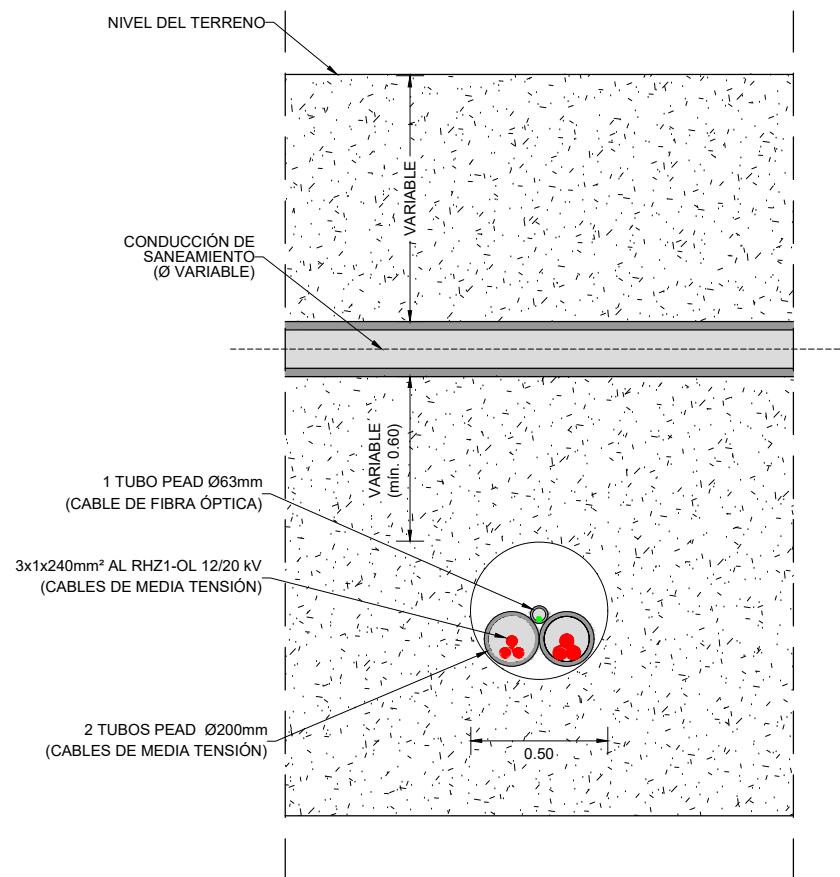 NIVEL DEL TERRENO
VARIABLE
CONDUCCIÓN DE
SANEAMIENTO
(Ø VARIABLE)
VARIABLE
(mín. 0.60)
1 TUBO PEAD Ø63mm
(CABLE DE FIBRA ÓPTICA)
3x1x240mm² AL RHZ1-OL 12/20 kV
(CABLES DE MEDIA TENSIÓN)
2 TUBOS PEAD Ø200mm
(CABLES DE MEDIA TENSIÓN)
0.50